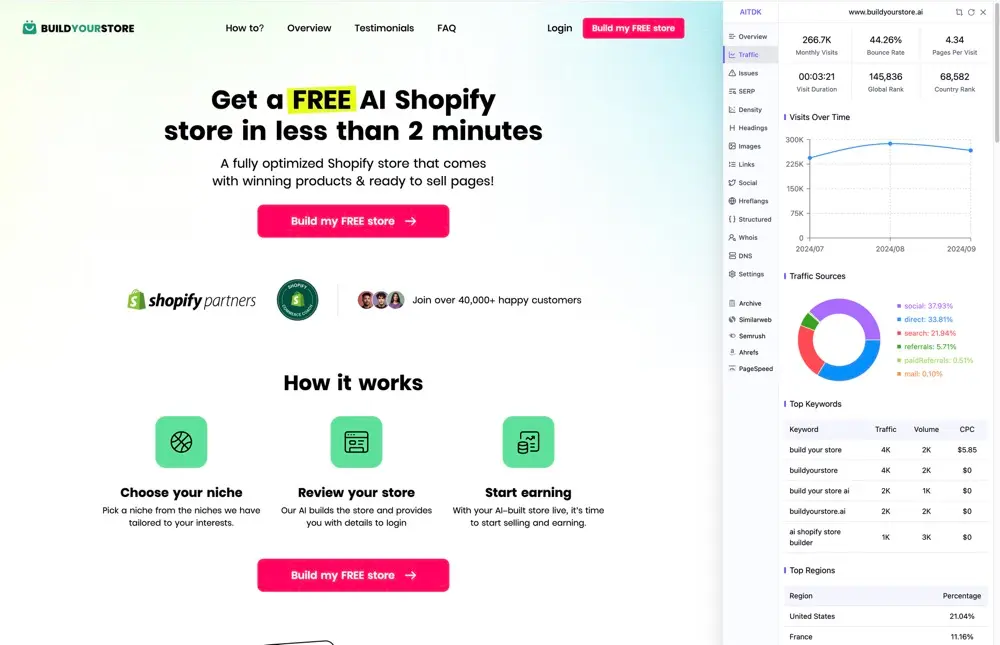 BUILDYOURSTORE
How to?
Overview
Testimonials
FAQ
Login
Build my FREE store
Get a FREE AI Shopify
store in less than 2 minutes
A fully optimized Shopify store that comes
with winning products & ready to sell pages!
Build my FREE store →
shopify partners
SHOPIFY
COMMERCE COACH
Join over 40,000+ happy customers
How it works
Choose your niche
Pick a niche from the niches we have
tailored to your interests.
Review your store
Our AI builds the store and provides
you with details to login
Start earning
With your AI-built store live, it's time
to start selling and earning.
Build my FREE store →
AITDK
www.buildyourstore.ai
Overview
Traffic
Issues
SERP
Density
Headings
Images
Links
Social
Hreflangs
Structured
Whois
DNS
Settings
Archive
Similarweb
Semrush
Ahrefs
PageSpeed
266.7K
Monthly Visits
44.26%
Bounce Rate
4.34
Pages Per Visit
00:03:21
Visit Duration
145,836
Global Rank
68,582
Country Rank
Visits Over Time
300K
225K
150K
75K
0
2024/07
2024/08
2024/09
Traffic Sources
social: 37.93%
direct: 33.81%
search: 21.94%
referrals: 5.71%
paidReferrals: 0.51%
mail: 0.10%
Top Keywords
Keyword Traffic Volume CPC
build your store 4K 2K $5.85
buildyourstore 4K 2K $0
build your store ai 2K 1K $0
buildyourstore.ai 2K 2K $0
ai shopify store
builder 1K 3K $0
Top Regions
Region Percentage
United States 21.04%
France 11.16%